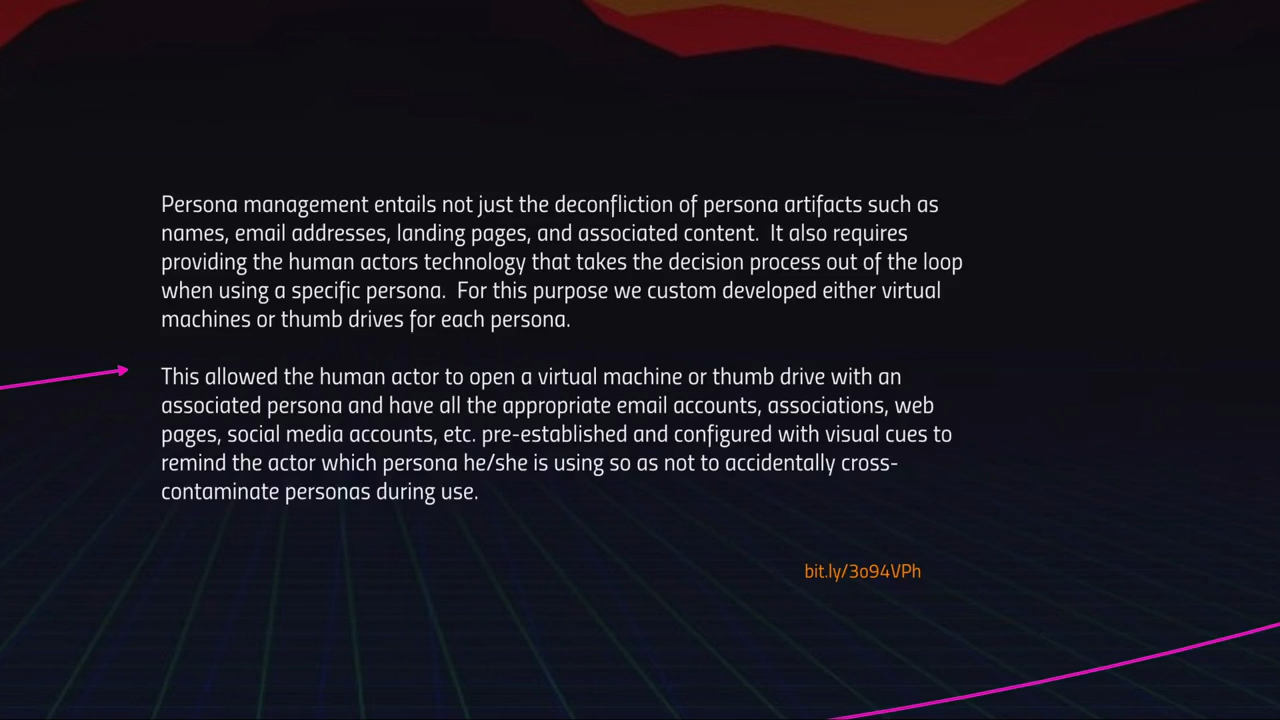 Persona management entails not just the deconfliction of persona artifacts such as
names, email addresses, landing pages, and associated content.  It also requires
providing the human actors technology that takes the decision process out of the loop
when using a specific persona.  For this purpose we custom developed either virtual
machines or thumb drives for each persona.
This allowed the human actor to open a virtual machine or thumb drive with an
associated persona and have all the appropriate email accounts, associations, web
pages, social media accounts, etc. pre-established and configured with visual cues to
remind the actor which persona he/she is using so as not to accidentally cross-
contaminate personas during use.
bit.ly/3o94VPh